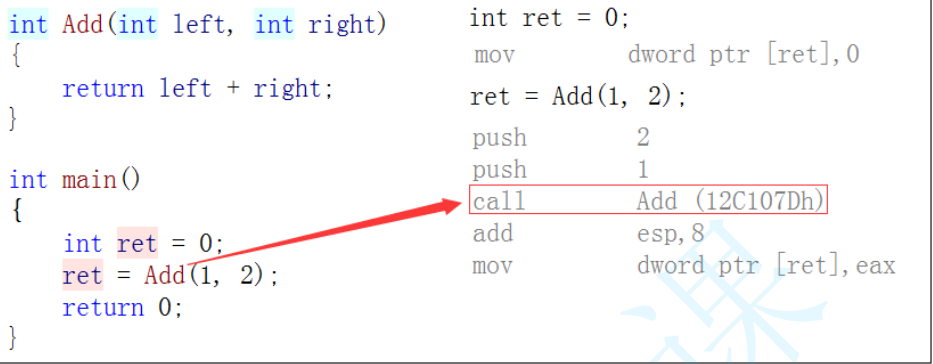 int Add(int left, int right)
{
    return left + right;
}
int main()
{
    int ret = 0;
    ret = Add(1, 2);
    return 0;
}
int ret = 0;
mov dword ptr [ret],0
ret = Add(1, 2);
push 2
push 1
call Add (12C107Dh)
add esp,8
mov dword ptr [ret],eax
课